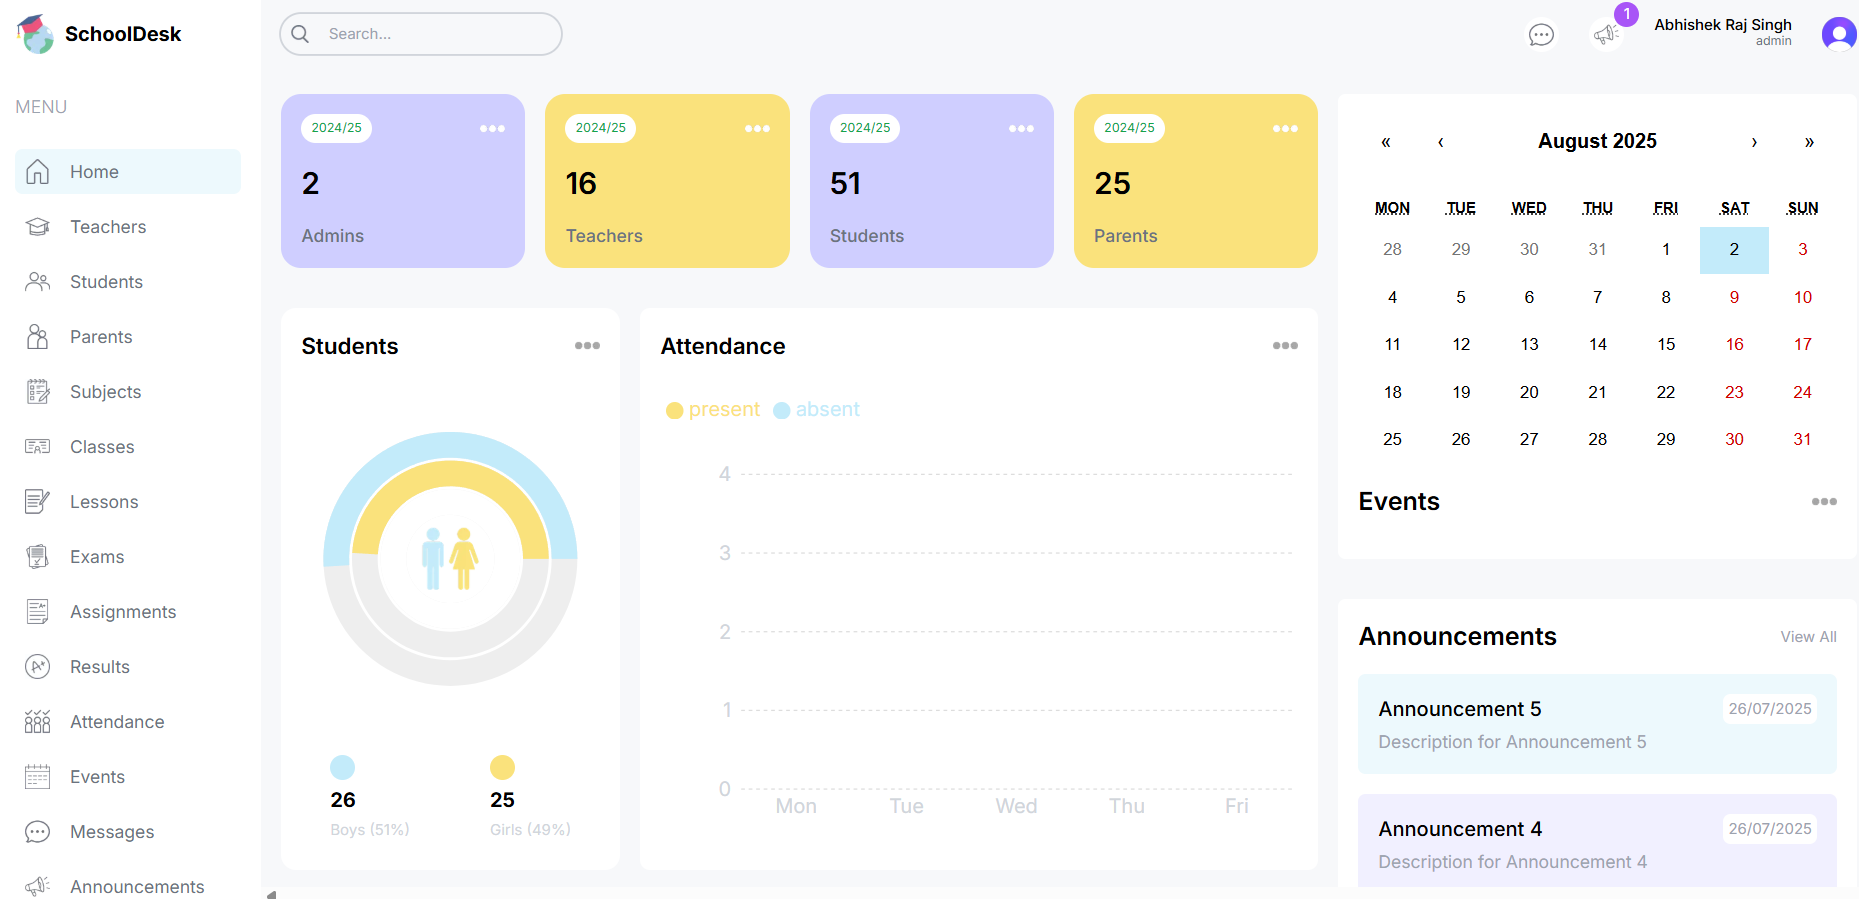 SchoolDesk
MENU
Home
Teachers
Students
Parents
Subjects
Classes
Lessons
Exams
Assignments
Results
Attendance
Events
Messages
Announcements
Search...
1
Abhishek Raj Singh
admin
2024/25
2
Admins
2024/25
16
Teachers
2024/25
51
Students
2024/25
25
Parents
Students
26
Boys (51%)
25
Girls (49%)
Attendance
present absent
4
3
2
1
0
Mon Tue Wed Thu Fri
« ‹ August 2025 › »
MON TUE WED THU FRI SAT SUN
28 29 30 31 1 2 3
4 5 6 7 8 9 10
11 12 13 14 15 16 17
18 19 20 21 22 23 24
25 26 27 28 29 30 31
Events
Announcements View All
Announcement 5 26/07/2025
Description for Announcement 5
Announcement 4 26/07/2025
Description for Announcement 4